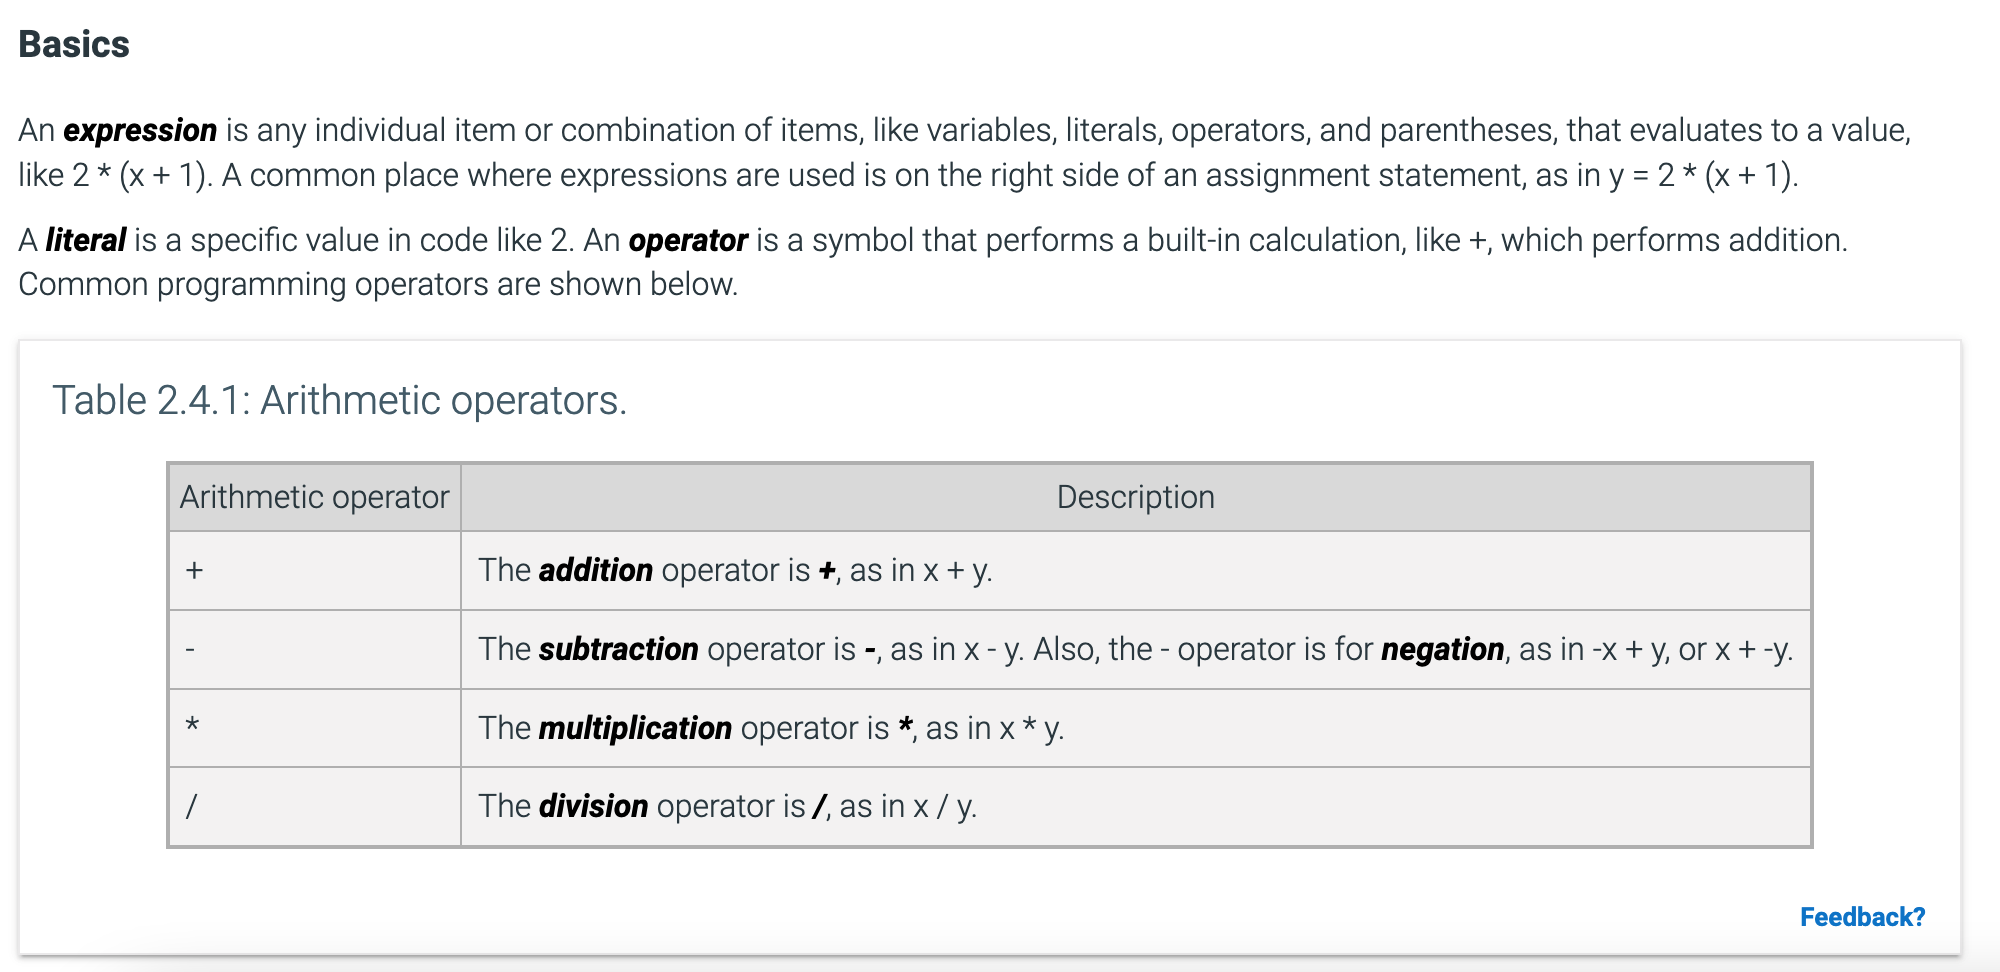 Basics
An expression is any individual item or combination of items, like variables, literals, operators, and parentheses, that evaluates to a value,
like 2 * (x + 1). A common place where expressions are used is on the right side of an assignment statement, as in y = 2 * (x + 1).
A literal is a specific value in code like 2. An operator is a symbol that performs a built-in calculation, like +, which performs addition.
Common programming operators are shown below.
Table 2.4.1: Arithmetic operators.
Arithmetic operator Description
+ The addition operator is +, as in x + y.
- The subtraction operator is -, as in x - y. Also, the - operator is for negation, as in -x + y, or x + -y.
* The multiplication operator is *, as in x * y.
/ The division operator is /, as in x / y.
Feedback?